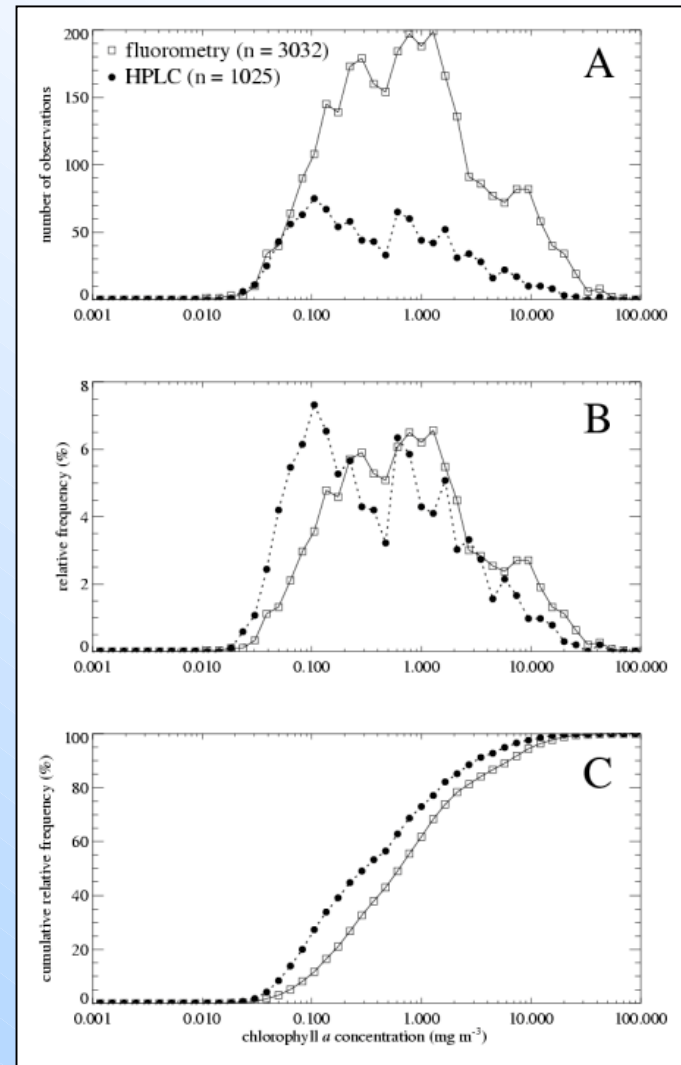 □ fluorometry (n = 3032)
• HPLC (n = 1025)
A
number of observations
200
150
100
50
0
0.001 0.010 0.100 1.000 10.000 100.000
B
relative frequency (%)
8
6
4
2
0
0.001 0.010 0.100 1.000 10.000 100.000
C
cumulative relative frequency (%)
100
80
60
40
20
0
0.001 0.010 0.100 1.000 10.000 100.000
chlorophyll a concentration (mg m⁻³)